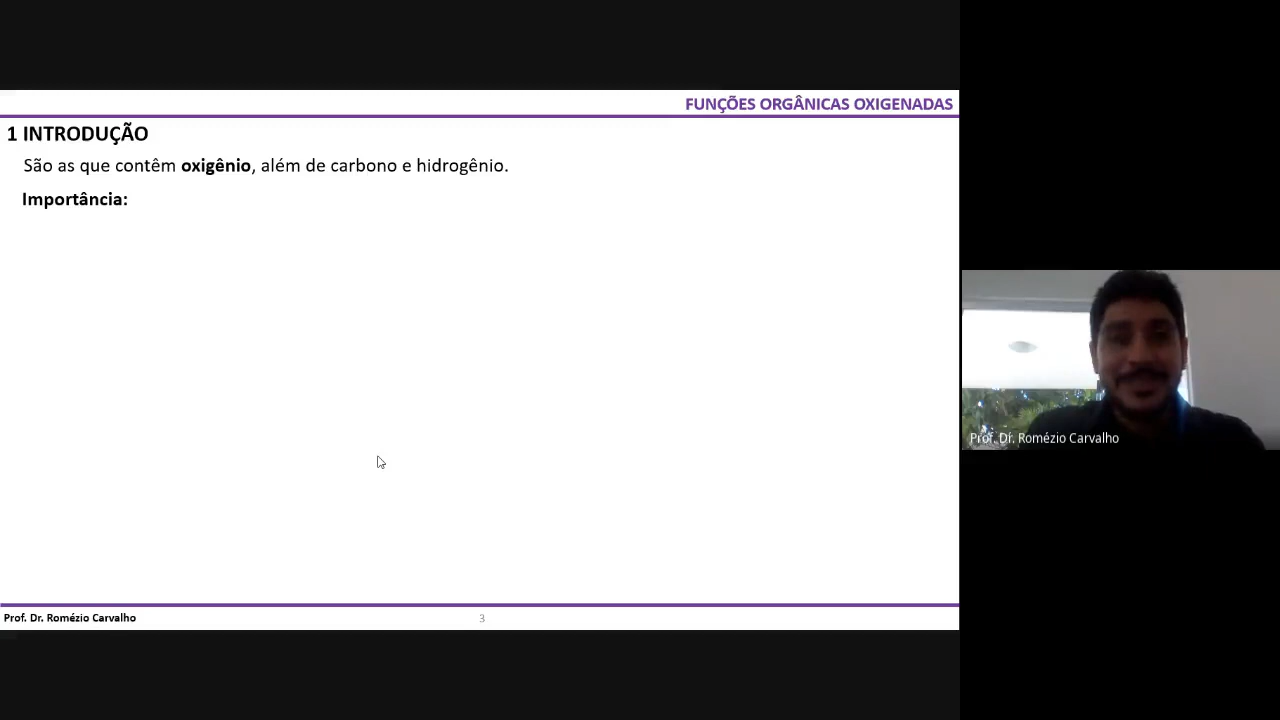 FUNÇÕES ORGÂNICAS OXIGENADAS
1 INTRODUÇÃO
São as que contêm oxigênio, além de carbono e hidrogênio.
Importância:
Prof. Dr. Romézio Carvalho
Prof. Dr. Romézio Carvalho
3